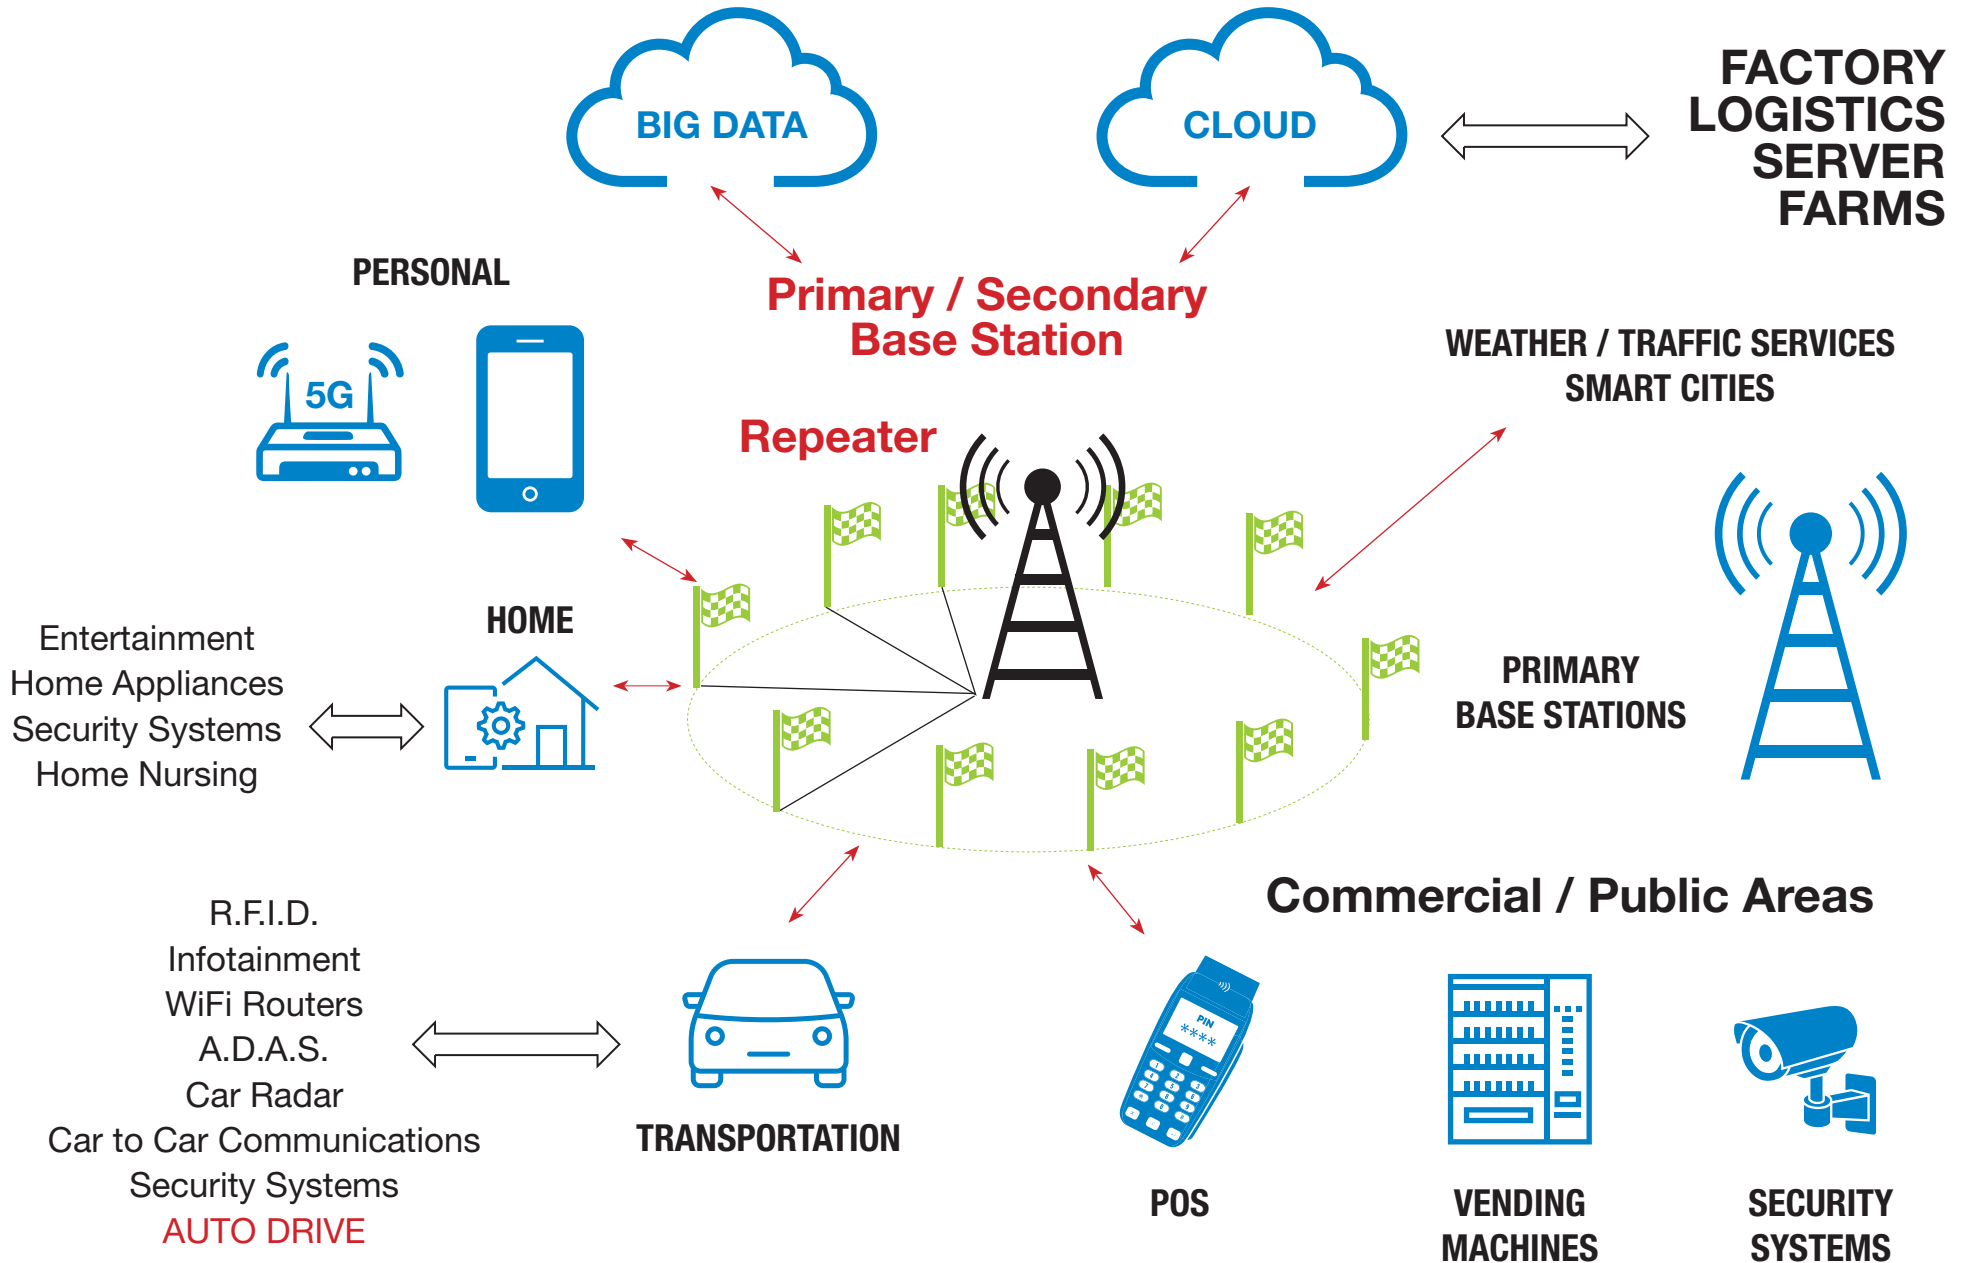 BIG DATA
CLOUD
FACTORY
LOGISTICS
SERVER
FARMS
PERSONAL
5G
Primary / Secondary
Base Station
WEATHER / TRAFFIC SERVICES
SMART CITIES
Repeater
HOME
Entertainment
Home Appliances
Security Systems
Home Nursing
PRIMARY
BASE STATIONS
Commercial / Public Areas
R.F.I.D.
Infotainment
WiFi Routers
A.D.A.S.
Car Radar
Car to Car Communications
Security Systems
AUTO DRIVE
TRANSPORTATION
PIN
****
POS
VENDING
MACHINES
SECURITY
SYSTEMS